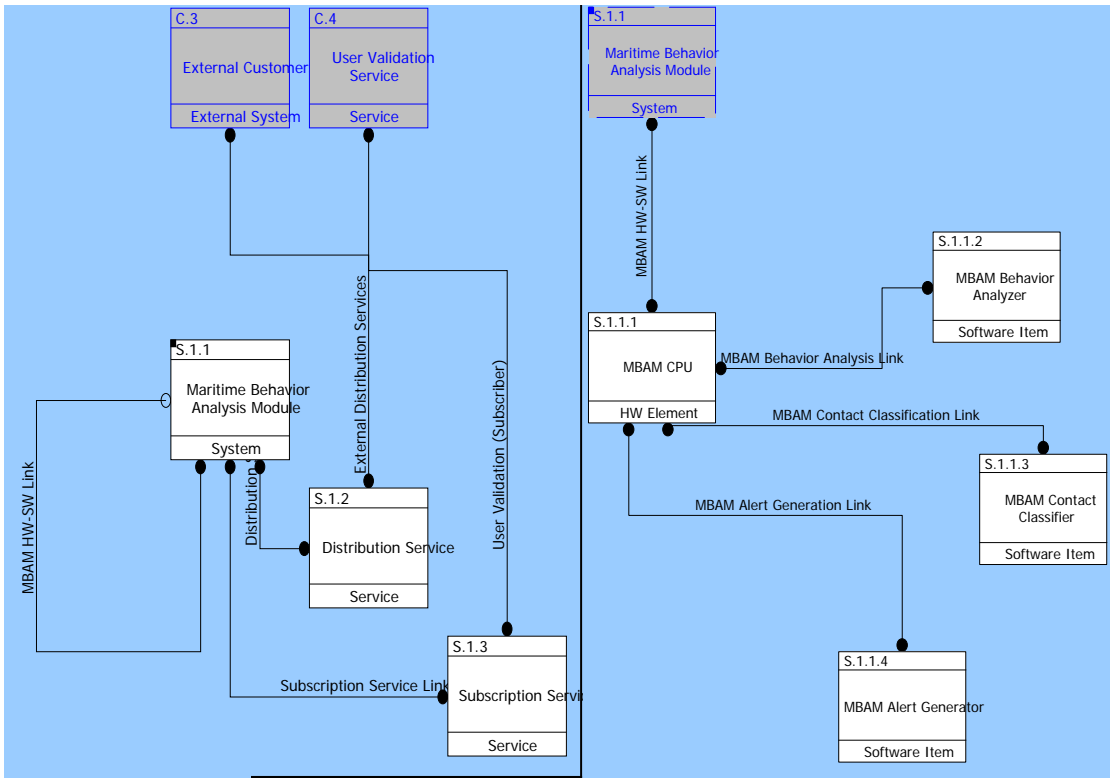 C.3
External Customer
External System
C.4
User Validation
Service
Service
External Distribution Services
User Validation (Subscriber)
S.1.1
Maritime Behavior
Analysis Module
System
MBAM HW-SW Link
Distribution
S.1.2
Distribution Service
Service
Subscription Service Link
S.1.3
Subscription Servi
Service
S.1.1
Maritime Behavior
Analysis Module
System
MBAM HW-SW Link
S.1.1.1
MBAM CPU
HW Element
S.1.1.2
MBAM Behavior
Analyzer
Software Item
MBAM Behavior Analysis Link
MBAM Contact Classification Link
S.1.1.3
MBAM Contact
Classifier
Software Item
MBAM Alert Generation Link
S.1.1.4
MBAM Alert Generator
Software Item